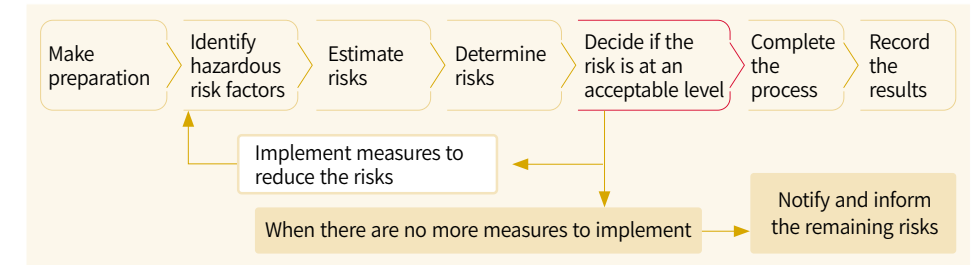 Make
preparation
Identify
hazardous
risk factors
Estimate
risks
Determine
risks
Decide if the
risk is at an
acceptable level
Complete
the
process
Record
the
results
Implement measures to
reduce the risks
When there are no more measures to implement
Notify and inform
the remaining risks